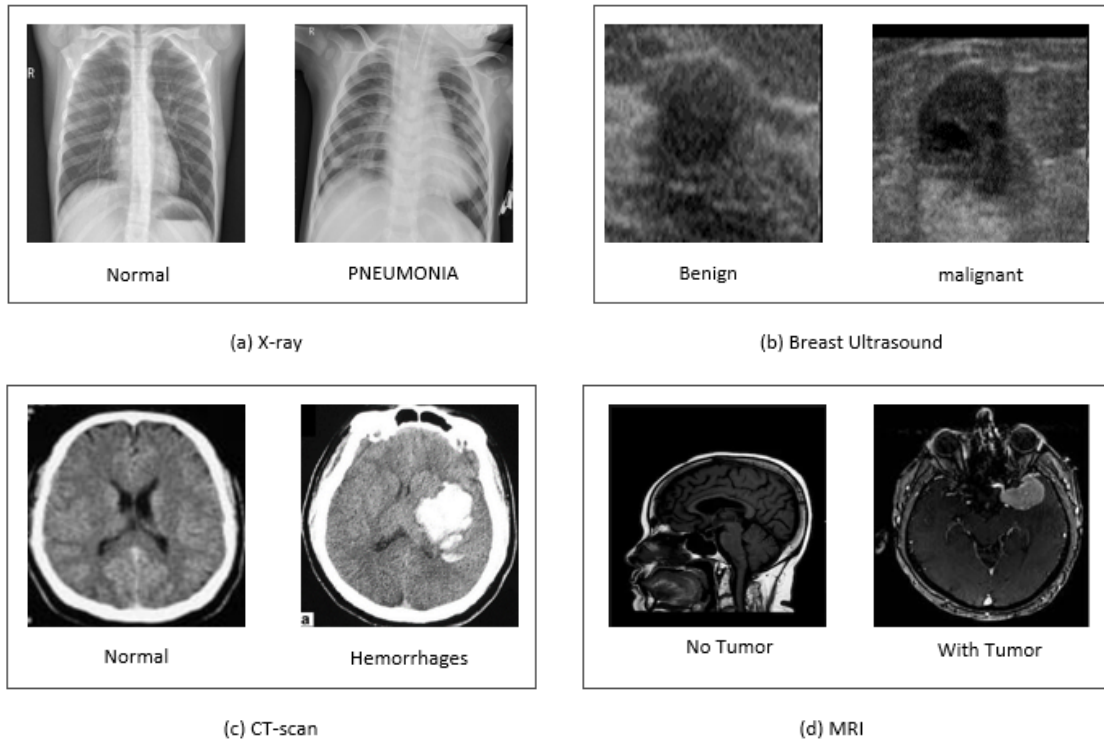 R
R
Normal
PNEUMONIA
(a) X-ray
Benign
malignant
(b) Breast Ultrasound
a
Normal
Hemorrhages
(c) CT-scan
No Tumor
With Tumor
(d) MRI